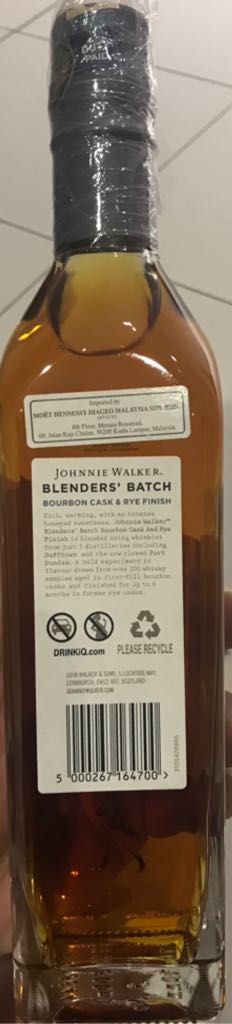 DUTY
PAID
Imported by
MOËT HENNESSY DIAGEO MALAYSIA SDN BHD.
8th Floor, Menara Boustead,
69, Jalan Raja Chulan, 50200 Kuala Lumpur, Malaysia.
JOHNNIE WALKER.
BLENDERS' BATCH
BOURBON CASK & RYE FINISH
Rich, warming, with an intense
honeyed sweetness, Johnnie Walker™
Blenders' Batch Bourbon Cask And Rye
Finish is blended using whiskies
from just 5 distilleries including
Dufftown and the now closed Port
Dundas. A bold experiment in
flavour drawn from over 200 whisky
samples aged in first-fill bourbon
casks and finished for up to 6
months in former rye casks.
DRINKiQ.com
PLEASE RECYCLE
JOHN WALKER & SONS, 5 LOCHSIDE WAY,
EDINBURGH, EH12 9DT, SCOTLAND.
JOHNNIEWALKER.COM
5 000267 164700 >